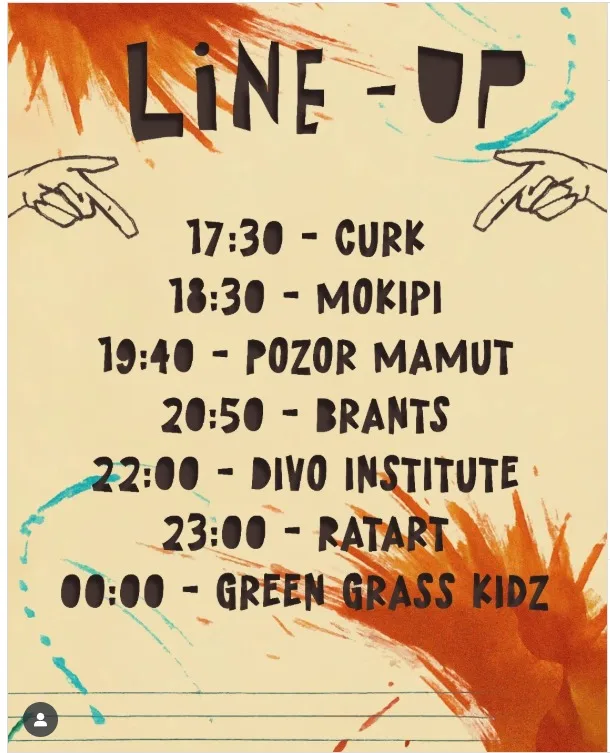 LiNE-UP
17:30 - CURK
18:30 - MOKIPI
19:40 - POZOR MAMUT
20:50 - BRANTS
22:00 - DIVO INSTITUTE
23:00 - RATART
00:00 - GREEN GRASS KIDZ